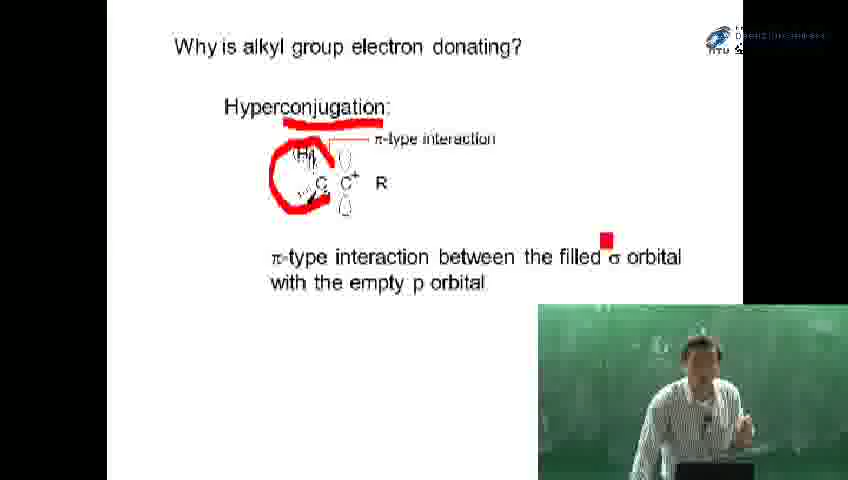 Why is alkyl group electron donating?
NTU
Hyperconjugation:
π-type interaction
(H)
C C+ R
π-type interaction between the filled σ orbital
with the empty p orbital